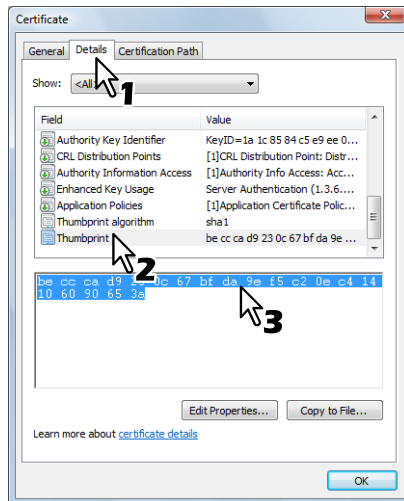 Certificate
General Details Certification Path
1
Show:
Field Value
Authority Key Identifier KeyID=1a 1c 85 84 c5 e9 ee 0...
CRL Distribution Points [1]CRL Distribution Point: Distr...
Authority Information Access [1]Authority Info Access: Acc...
Enhanced Key Usage Server Authentication (1.3.6....
Application Policies [1]Application Certificate Polic...
Thumbprint algorithm sha1
Thumbprint be cc ca d9 23 0c 67 bf da 9e ...
2
be cc ca d9 0c 67 bf da 9e f5 c2 0e c4 14
10 60 90 65 3a
3
Edit Properties... Copy to File...
Learn more about certificate details
OK